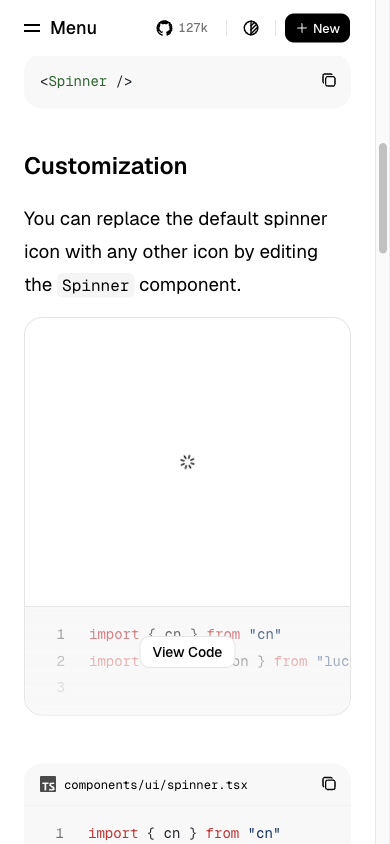 Menu
127k
New
<Spinner />
Customization
You can replace the default spinner
icon with any other icon by editing
the Spinner component.
1 import { cn } from "cn"
2 import on } from "luc
3
View Code
TS components/ui/spinner.tsx
1 import { cn } from "cn"